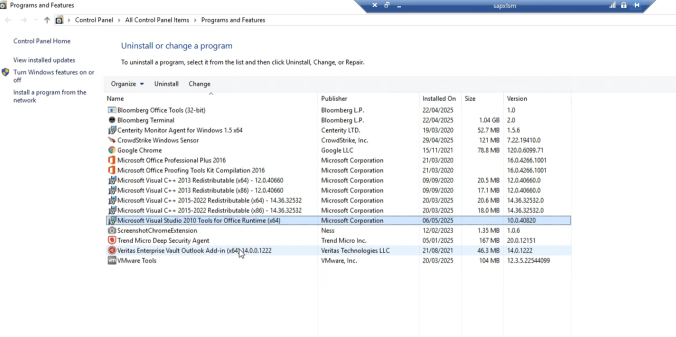 Programs and Features
sapxfsm
Control Panel > All Control Panel Items > Programs and Features
Control Panel Home
View installed updates
Turn Windows features on or off
Install a program from the network
Uninstall or change a program
To uninstall a program, select it from the list and then click Uninstall, Change, or Repair.
Organize Uninstall Change
Name Publisher Installed On Size Version
Bloomberg Office Tools (32-bit) Bloomberg L.P. 22/04/2025 1.0
Bloomberg Terminal Bloomberg L.P. 22/04/2025 1.04 GB 2.0
Centerity Monitor Agent for Windows 1.5 x64 Centerity LTD. 19/03/2020 52.7 MB 1.5.6
CrowdStrike Windows Sensor CrowdStrike, Inc. 29/04/2025 121 MB 7.22.19410.0
Google Chrome Google LLC 15/11/2021 78.8 MB 120.0.6099.71
Microsoft Office Professional Plus 2016 Microsoft Corporation 21/03/2020 16.0.4266.1001
Microsoft Office Proofing Tools Kit Compilation 2016 Microsoft Corporation 21/03/2020 16.0.4266.1001
Microsoft Visual C++ 2013 Redistributable (x64) - 12.0.40660 Microsoft Corporation 09/09/2020 20.5 MB 12.0.40660.0
Microsoft Visual C++ 2013 Redistributable (x86) - 12.0.40660 Microsoft Corporation 09/09/2020 17.1 MB 12.0.40660.0
Microsoft Visual C++ 2015-2022 Redistributable (x64) - 14.36.32532 Microsoft Corporation 22/03/2025 20.6 MB 14.36.32532.0
Microsoft Visual C++ 2015-2022 Redistributable (x86) - 14.36.32532 Microsoft Corporation 22/03/2025 18.0 MB 14.36.32532.0
Microsoft Visual Studio 2010 Tools for Office Runtime (x64) Microsoft Corporation 06/05/2025 10.0.40820
ScreenshotChromeExtension Ness 12/02/2023 1.35 MB 1.0.6
Trend Micro Deep Security Agent Trend Micro Inc. 05/01/2025 167 MB 20.0.12151
Veritas Enterprise Vault Outlook Add-in (x64) 14.0.0.1222 Veritas Technologies LLC 21/08/2021 46.3 MB 14.0.1222
VMware Tools VMware, Inc. 20/03/2025 104 MB 12.3.5.22544099